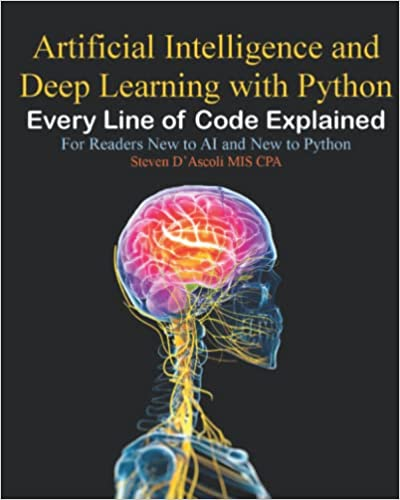 Artificial Intelligence and
Deep Learning with Python
Every Line of Code Explained
For Readers New to AI and New to Python
Steven D`Ascoli MIS CPA